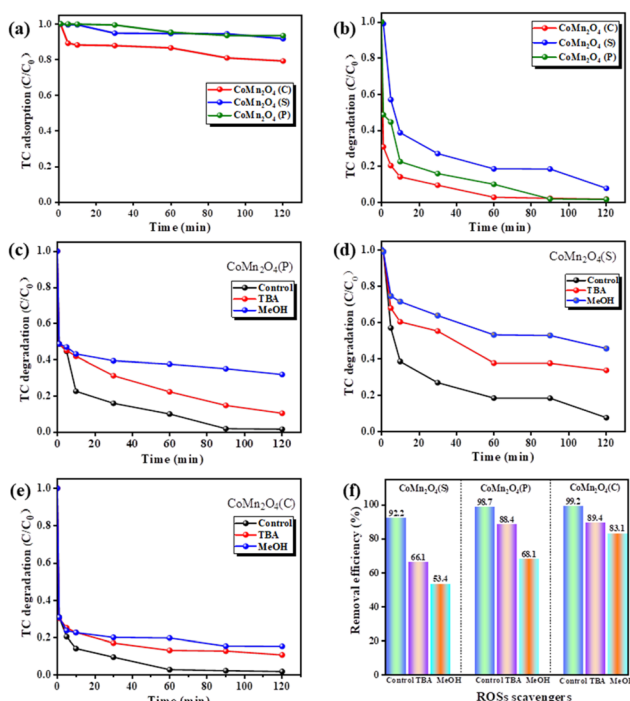 (a)
TC adsorption (C/C0)
1.0
0.8
0.6
0.4
0.2
0.0
CoMn2O4 (C)
CoMn2O4 (S)
CoMn2O4 (P)
0 20 40 60 80 100 120
Time (min)
(b)
TC degradation (C/C0)
1.0
0.8
0.6
0.4
0.2
0.0
CoMn2O4 (C)
CoMn2O4 (S)
CoMn2O4 (P)
0 20 40 60 80 100 120
Time (min)
(c)
CoMn2O4(P)
TC degradation (C/C0)
1.0
0.8
0.6
0.4
0.2
0.0
Control
TBA
MeOH
0 20 40 60 80 100 120
Time (min)
(d)
CoMn2O4(S)
TC degradation (C/C0)
1.0
0.8
0.6
0.4
0.2
0.0
Control
TBA
MeOH
0 20 40 60 80 100 120
Time (min)
(e)
CoMn2O4(C)
TC degradation (C/C0)
1.0
0.8
0.6
0.4
0.2
0.0
Control
TBA
MeOH
0 20 40 60 80 100 120
Time (min)
(f)
CoMn2O4(S) CoMn2O4(P) CoMn2O4(C)
Removal efficiency (%)
100
80
60
40
20
0
92.2 66.1 53.4 98.7 88.4 68.1 99.2 89.4 83.1
Control TBA MeOH Control TBA MeOH Control TBA MeOH
ROSs scavengers